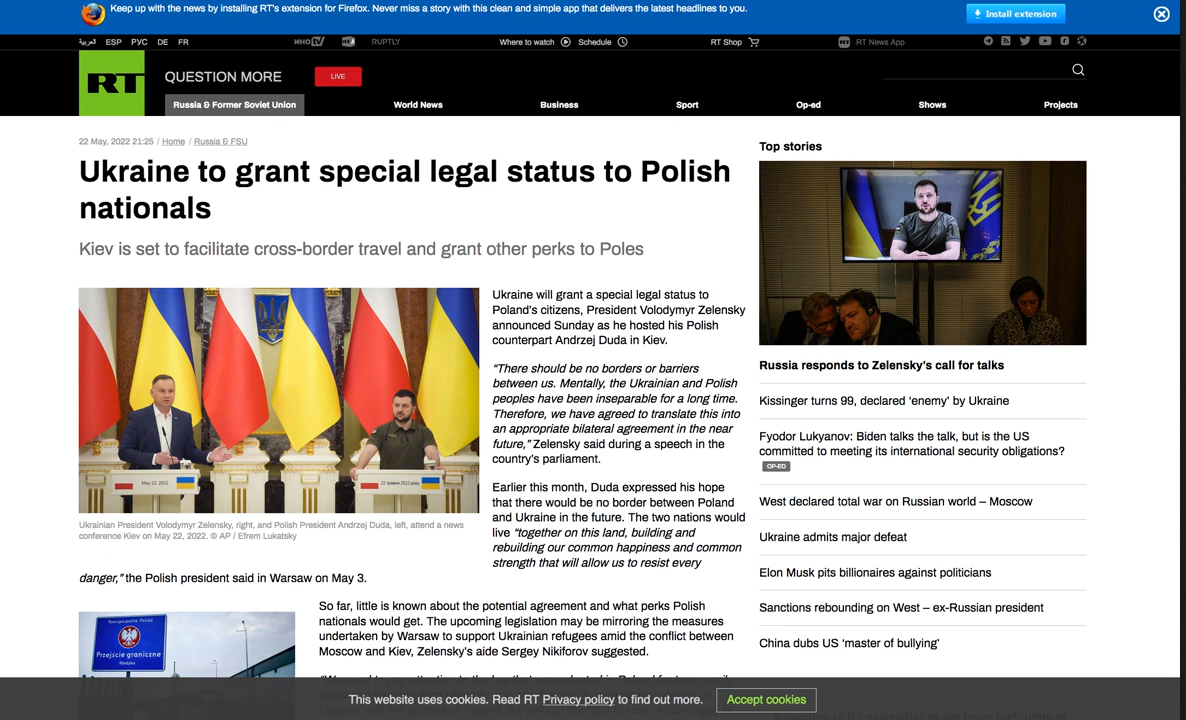 Keep up with the news by installing RT's extension for Firefox. Never miss a story with this clean and simple app that delivers the latest headlines to you.
Install extension
العربية ESP РУС DE FR
ИНО TV
RUPTLY
Where to watch
Schedule
RT Shop
RT News App
RT
QUESTION MORE
LIVE
Russia & Former Soviet Union
World News
Business
Sport
Op-ed
Shows
Projects
22 May, 2022 21:25 / Home / Russia & FSU
Ukraine to grant special legal status to Polish
nationals
Kiev is set to facilitate cross-border travel and grant other perks to Poles
May 22, 2022
22 травня 2022 року
Ukrainian President Volodymyr Zelensky, right, and Polish President Andrzej Duda, left, attend a news
conference Kiev on May 22, 2022. © AP / Efrem Lukatsky
Ukraine will grant a special legal status to
Poland’s citizens, President Volodymyr Zelensky
announced Sunday as he hosted his Polish
counterpart Andrzej Duda in Kiev.
“There should be no borders or barriers
between us. Mentally, the Ukrainian and Polish
peoples have been inseparable for a long time.
Therefore, we have agreed to translate this into
an appropriate bilateral agreement in the near
future,” Zelensky said during a speech in the
country’s parliament.
Earlier this month, Duda expressed his hope
that there would be no border between Poland
and Ukraine in the future. The two nations would
live “together on this land, building and
rebuilding our common happiness and common
strength that will allow us to resist every
danger,” the Polish president said in Warsaw on May 3.
Rzeczpospolita Polska
Przejście graniczne
Medyka
So far, little is known about the potential agreement and what perks Polish
nationals would get. The upcoming legislation may be mirroring the measures
undertaken by Warsaw to support Ukrainian refugees amid the conflict between
Moscow and Kiev, Zelensky’s aide Sergey Nikiforov suggested.
Top stories
Russia responds to Zelensky’s call for talks
Kissinger turns 99, declared ‘enemy’ by Ukraine
Fyodor Lukyanov: Biden talks the talk, but is the US
committed to meeting its international security obligations?
OP-ED
West declared total war on Russian world – Moscow
Ukraine admits major defeat
Elon Musk pits billionaires against politicians
Sanctions rebounding on West – ex-Russian president
China dubs US ‘master of bullying’
This website uses cookies. Read RT Privacy policy to find out more.
Accept cookies